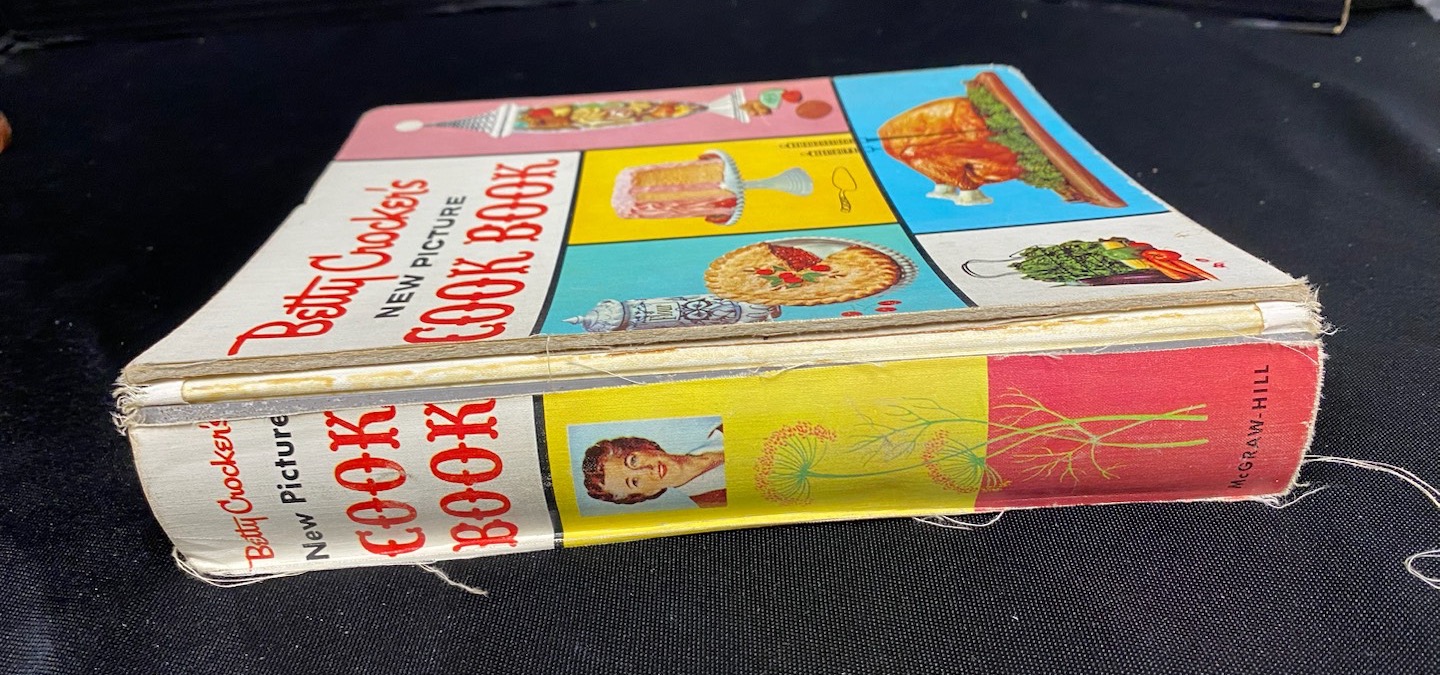 Betty Crocker's
NEW PICTURE
COOK BOOK
Betty Crocker's
New Picture
COOK
BOOK
McGRAW-HILL